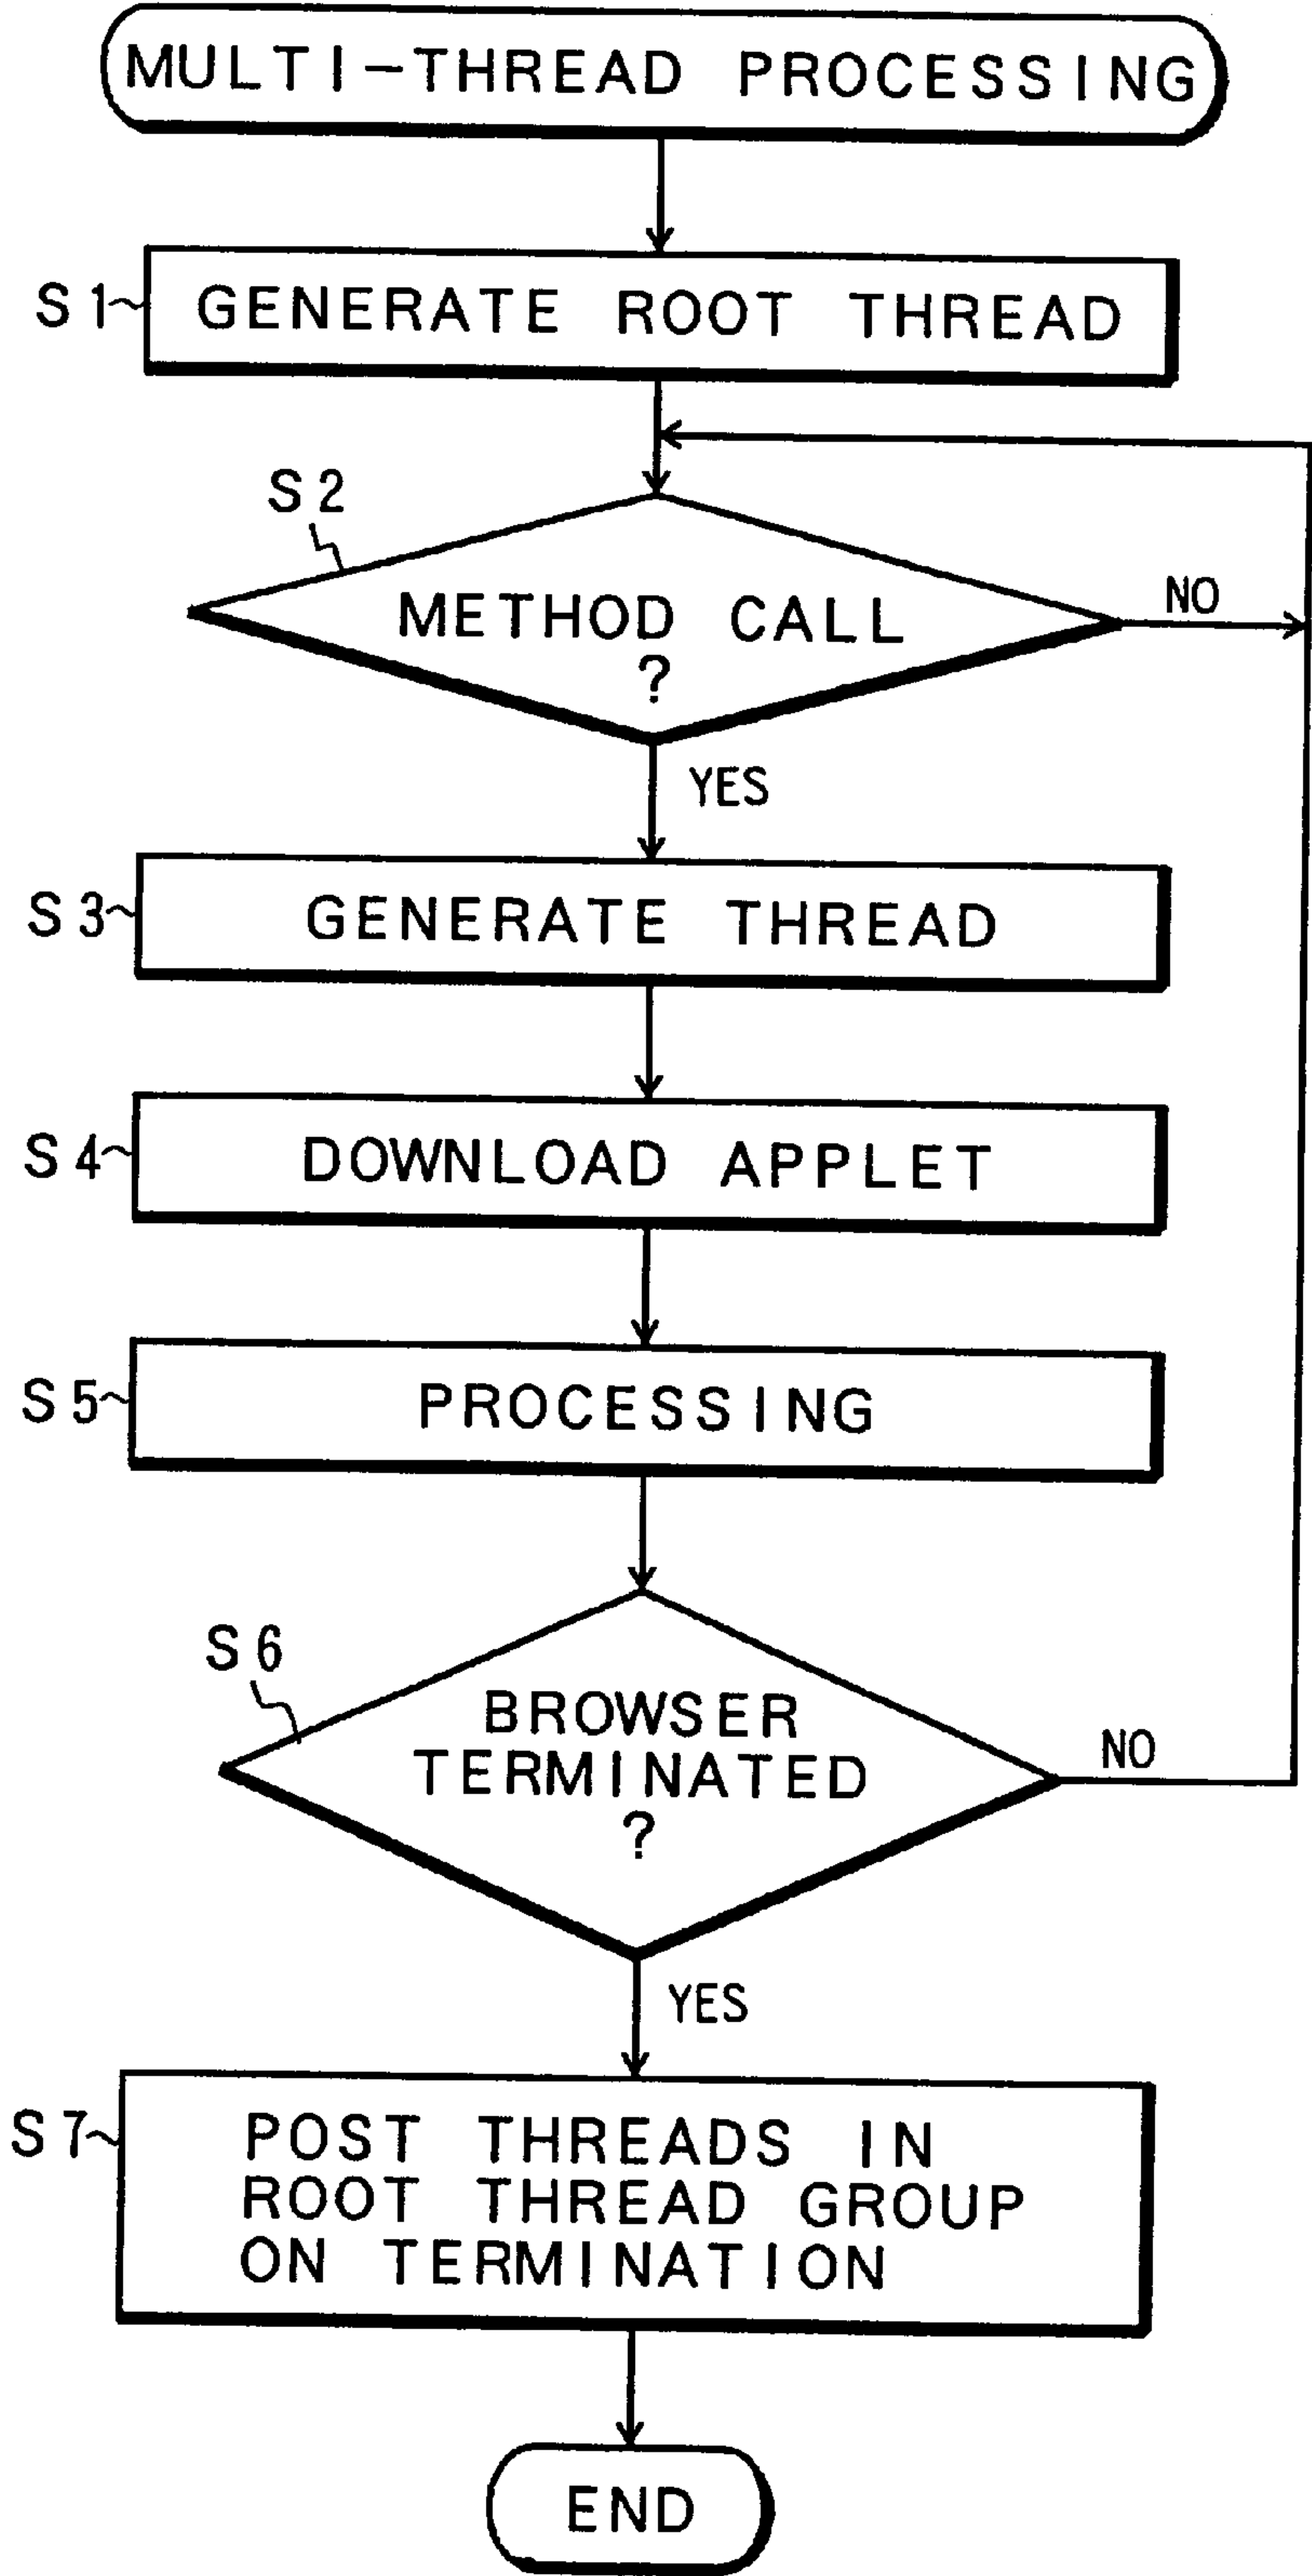 MULTI-THREAD PROCESSING
S1 GENERATE ROOT THREAD
S2
METHOD CALL
?
NO
YES
S3 GENERATE THREAD
S4 DOWNLOAD APPLET
S5 PROCESSING
S6
BROWSER
TERMINATED
?
NO
YES
S7 POST THREADS IN
ROOT THREAD GROUP
ON TERMINATION
END